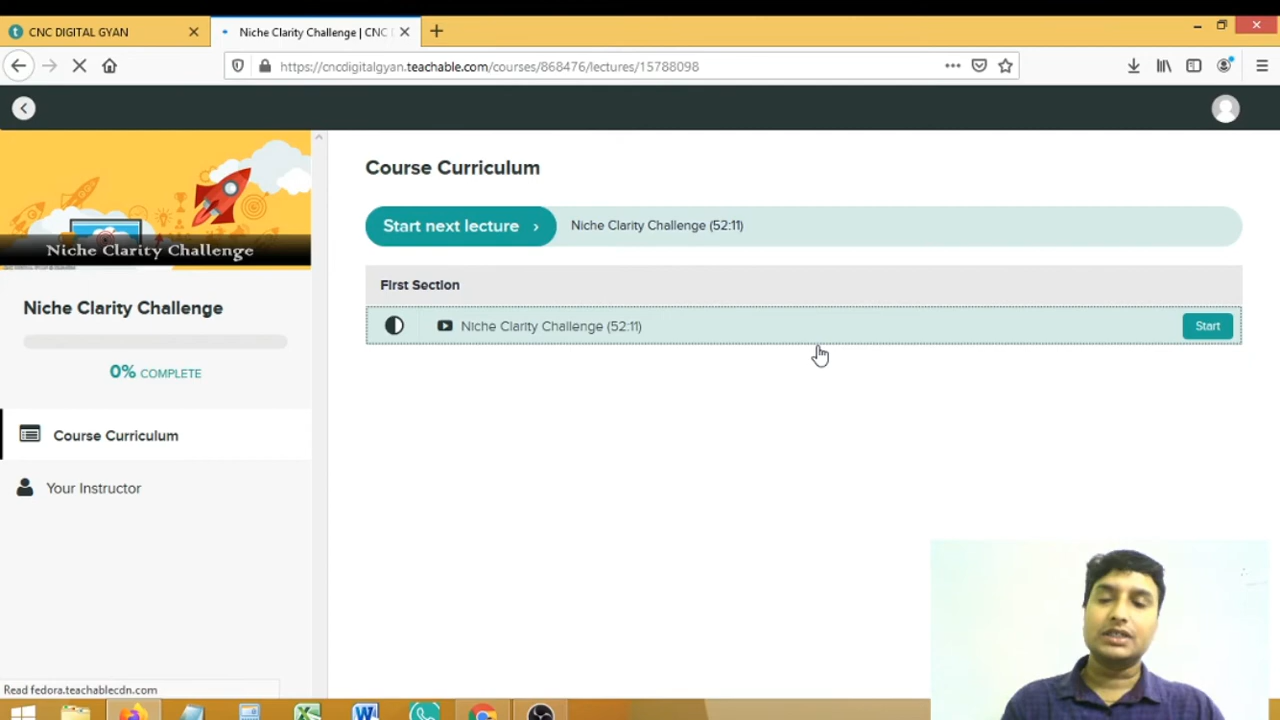 CNC DIGITAL GYAN
Niche Clarity Challenge | CNC
https://cncdigitalgyan.teachable.com/courses/868476/lectures/15788098
Niche Clarity Challenge
Niche Clarity Challenge
0% COMPLETE
Course Curriculum
Your Instructor
Course Curriculum
Start next lecture
Niche Clarity Challenge (52:11)
First Section
Niche Clarity Challenge (52:11)
Start
Read fedora.teachablecdn.com